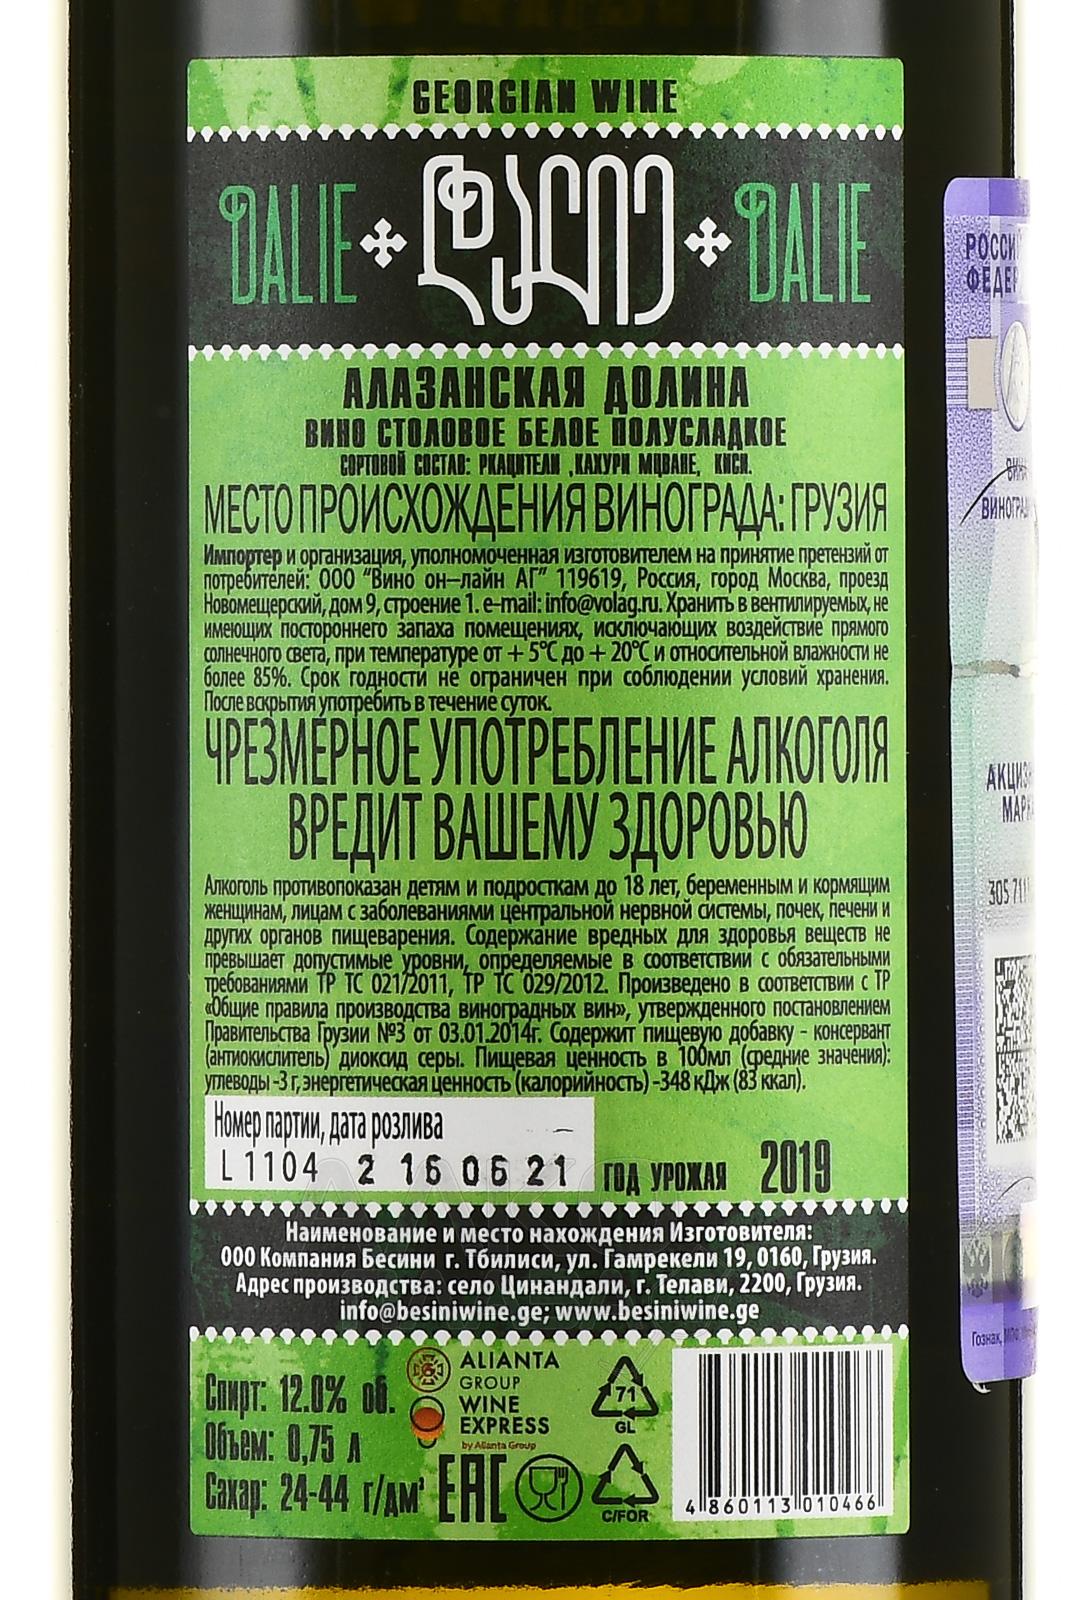 GEORGIAN WINE
DALIE დალიე DALIE
АЛАЗАНСКАЯ ДОЛИНА
ВИНО СТОЛОВОЕ БЕЛОЕ ПОЛУСЛАДКОЕ
СОРТОВОЙ СОСТАВ: РКАЦИТЕЛИ ,КАХУРИ МЦВАНЕ, КИСИ.
МЕСТО ПРОИСХОЖДЕНИЯ ВИНОГРАДА: ГРУЗИЯ
Импортер и организация, уполномоченная изготовителем на принятие претензий от
потребителей: ООО "Вино он–лайн АГ" 119619, Россия, город Москва, проезд
Новомещерский, дом 9, строение 1. e-mail: info@volag.ru. Хранить в вентилируемых, не
имеющих постороннего запаха помещениях, исключающих воздействие прямого
солнечного света, при температуре от + 5°C до + 20°C и относительной влажности не
более 85%. Срок годности не ограничен при соблюдении условий хранения.
После вскрытия употребить в течение суток.
ЧРЕЗМЕРНОЕ УПОТРЕБЛЕНИЕ АЛКОГОЛЯ
ВРЕДИТ ВАШЕМУ ЗДОРОВЬЮ
Алкоголь противопоказан детям и подросткам до 18 лет, беременным и кормящим
женщинам, лицам с заболеваниями центральной нервной системы, почек, печени и
других органов пищеварения. Содержание вредных для здоровья веществ не
превышает допустимые уровни, определяемые в соответствии с обязательными
требованиями ТР ТС 021/2011, ТР ТС 029/2012. Произведено в соответствии с ТР
«Общие правила производства виноградных вин», утвержденного постановлением
Правительства Грузии №3 от 03.01.2014г. Содержит пищевую добавку - консервант
(антиокислитель) диоксид серы. Пищевая ценность в 100мл (средние значения):
углеводы -3 г, энергетическая ценность (калорийность) -348 кДж (83 ккал).
Номер партии, дата розлива
L 1104 2 16 06 21
ГОД УРОЖАЯ 2019
Наименование и место нахождения Изготовителя:
ООО Компания Бесини г. Тбилиси, ул. Гамрекели 19, 0160, Грузия.
Адрес производства: село Цинандали, г. Телави, 2200, Грузия.
info@besiniwine.ge; www.besiniwine.ge
Спирт: 12.0% об.
Объем: 0,75 л
Сахар: 24-44 г/дм³
ALIANTA
GROUP
WINE
EXPRESS
by Alianta Group
EAC
71
GL
C/FOR
4 860113 010466
РОССИ
ФЕДЕР
ВИНА
ВИНОГРАД
АКЦИЗН
МАРК
305 711
Гознак,